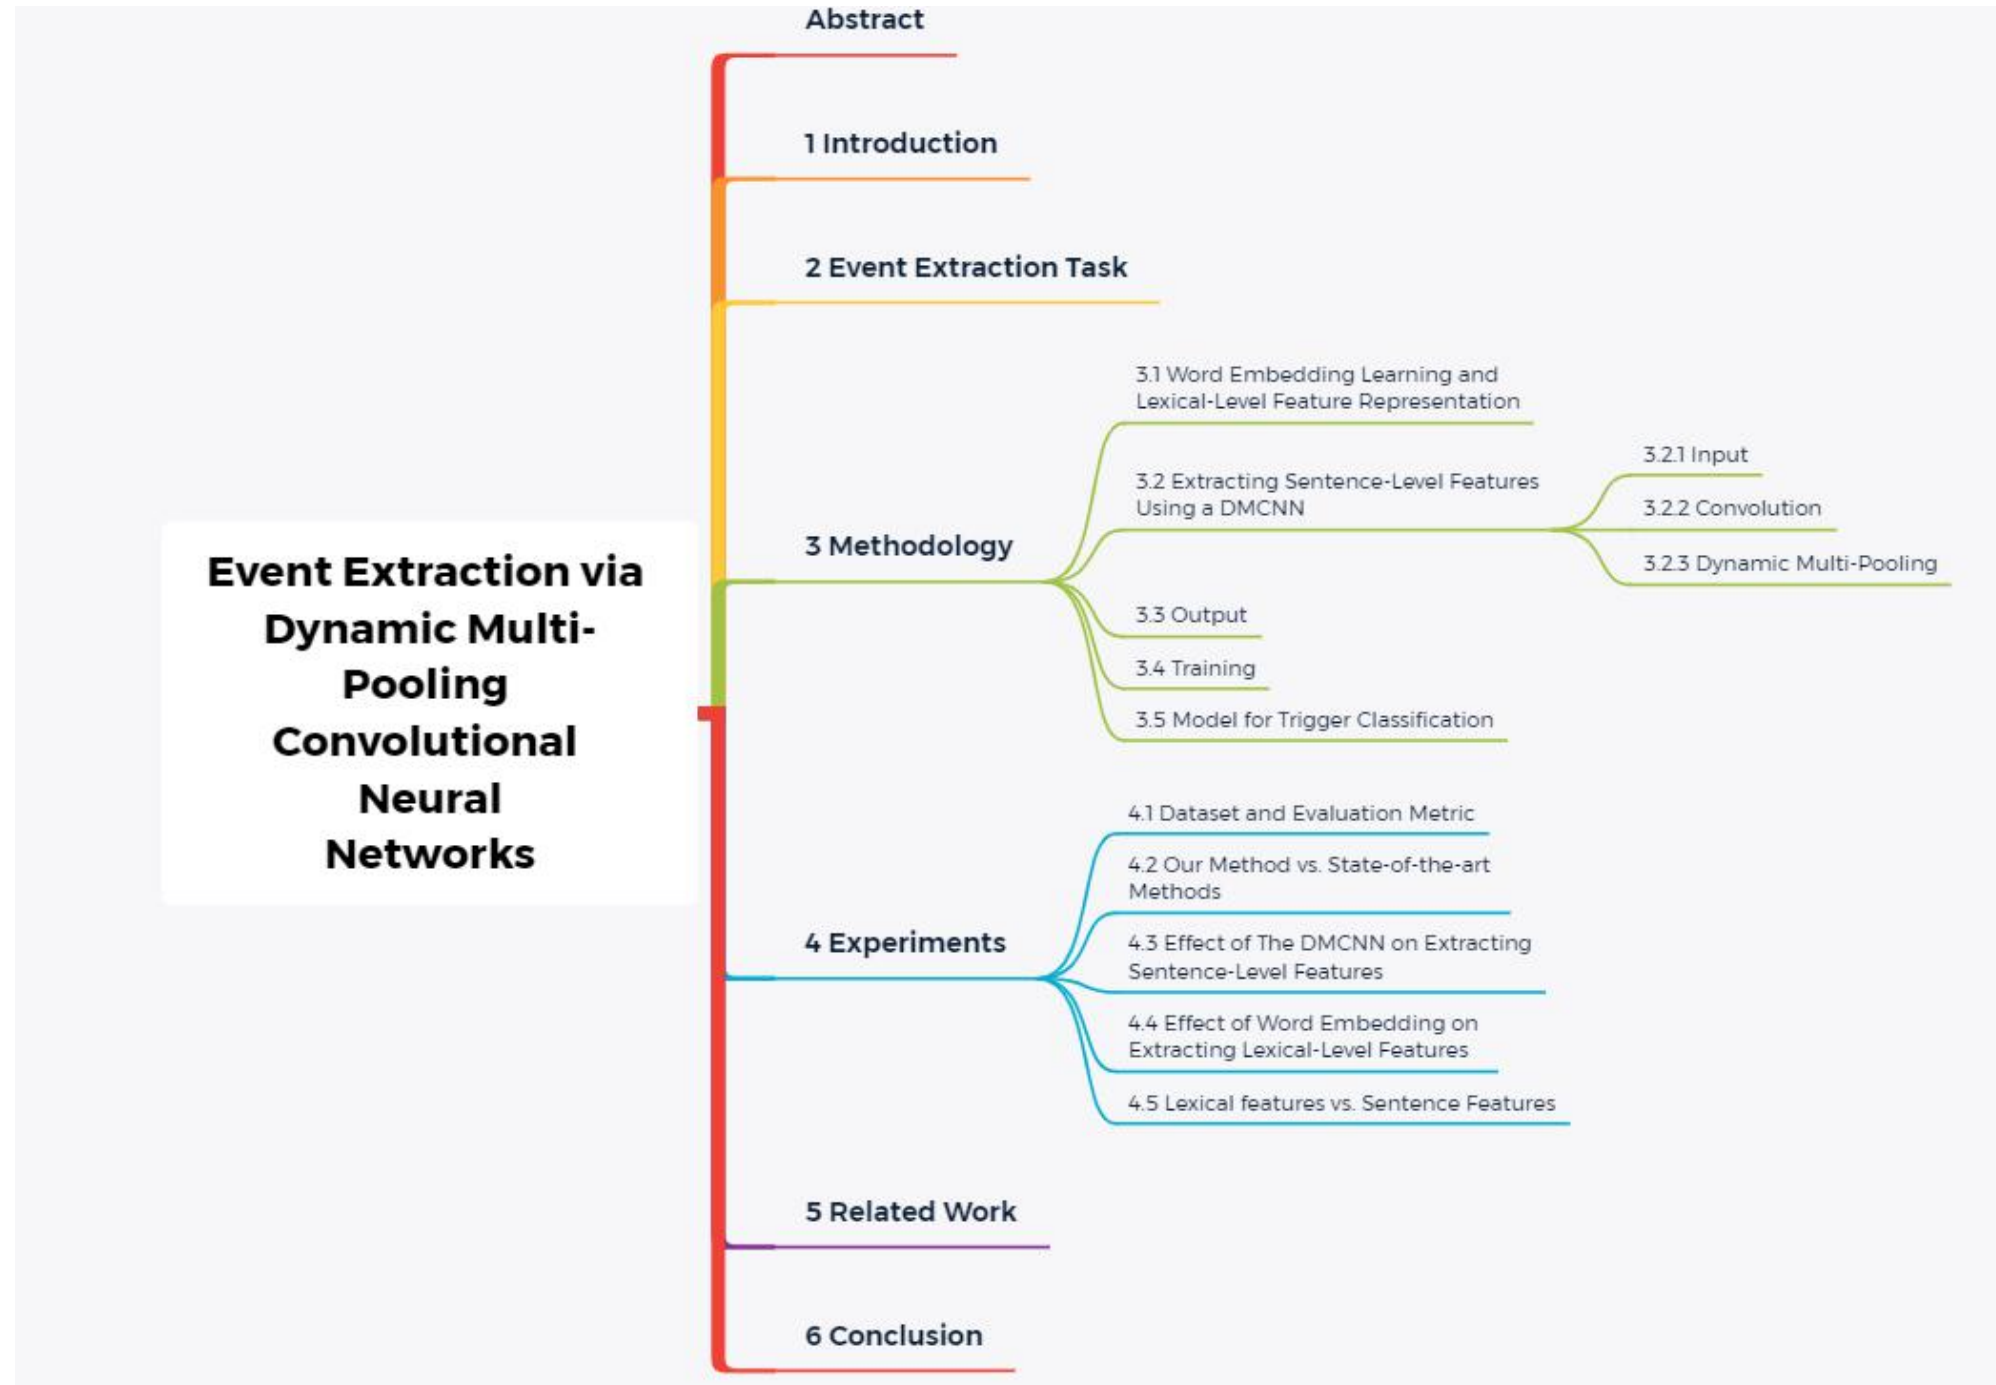 Event Extraction via
Dynamic Multi-
Pooling
Convolutional
Neural
Networks
Abstract
1 Introduction
2 Event Extraction Task
3 Methodology
3.1 Word Embedding Learning and
Lexical-Level Feature Representation
3.2 Extracting Sentence-Level Features
Using a DMCNN
3.2.1 Input
3.2.2 Convolution
3.2.3 Dynamic Multi-Pooling
3.3 Output
3.4 Training
3.5 Model for Trigger Classification
4 Experiments
4.1 Dataset and Evaluation Metric
4.2 Our Method vs. State-of-the-art
Methods
4.3 Effect of The DMCNN on Extracting
Sentence-Level Features
4.4 Effect of Word Embedding on
Extracting Lexical-Level Features
4.5 Lexical features vs. Sentence Features
5 Related Work
6 Conclusion